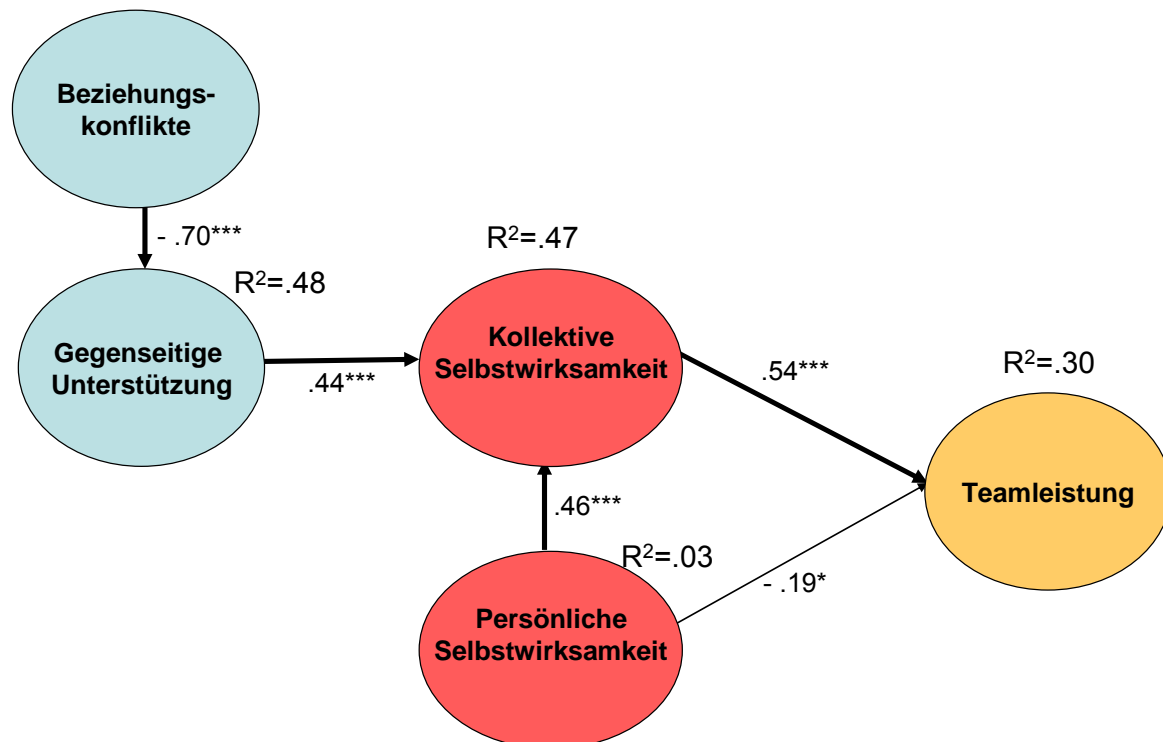 Beziehungs-
konflikte
- .70***
R²=.48
R²=.47
Gegenseitige
Unterstützung
.44***
Kollektive
Selbstwirksamkeit
.54***
R²=.30
Teamleistung
.46***
R²=.03
- .19*
Persönliche
Selbstwirksamkeit